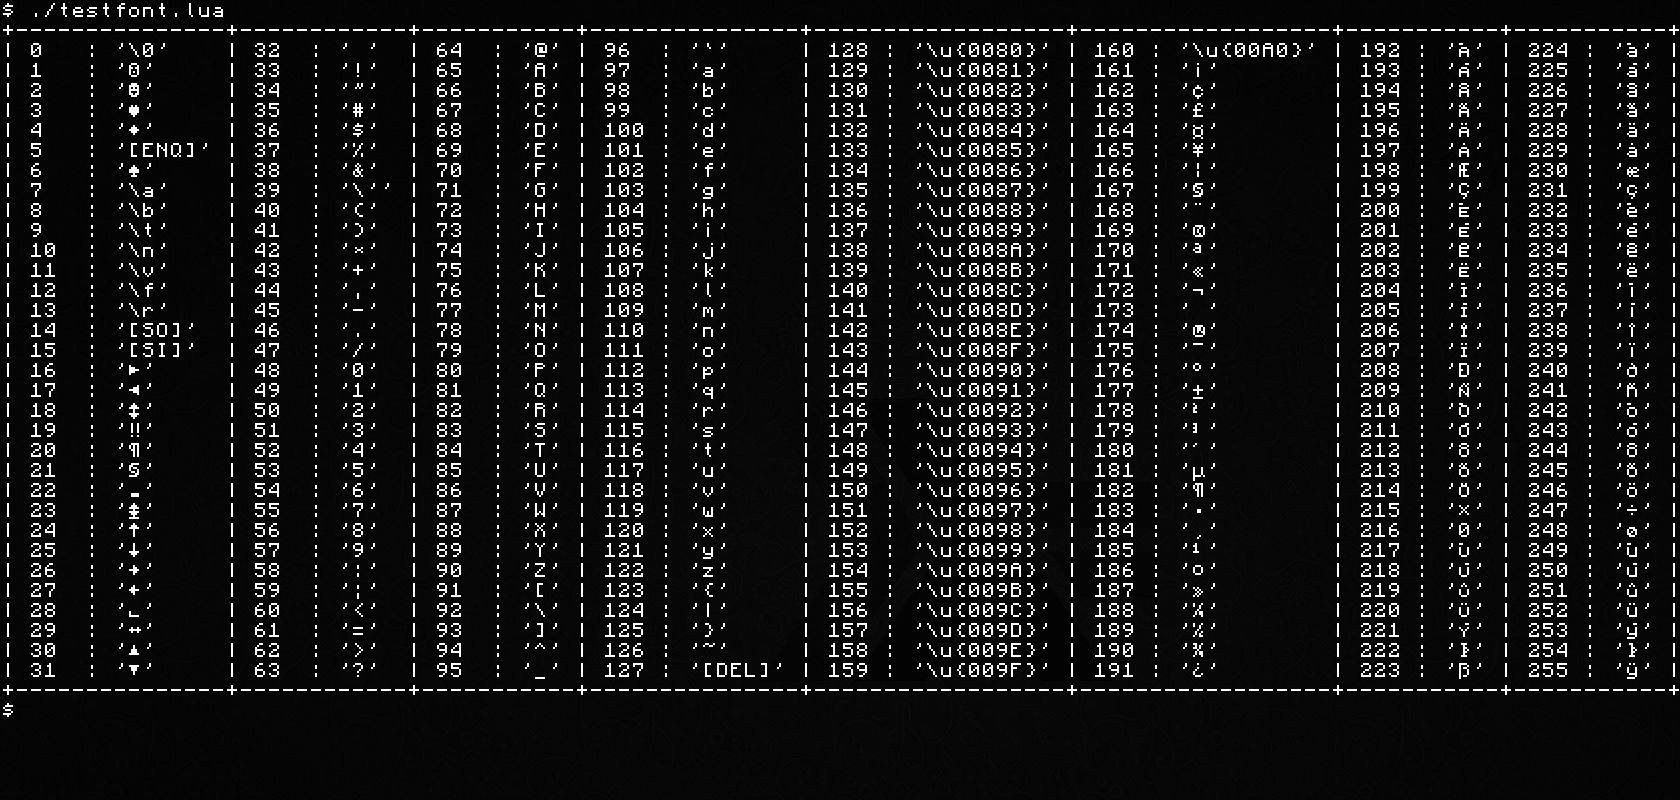 $ ./testfont.lua
| 0 : '\0' | 32 : ' ' | 64 : '@' | 96 : '`' | 128 : '\u{0080}' | 160 : '\u{00A0}' | 192 : 'À' | 224 : 'à' |
| 1 : '☺' | 33 : '!' | 65 : 'A' | 97 : 'a' | 129 : '\u{0081}' | 161 : '¡' | 193 : 'Á' | 225 : 'á' |
| 2 : '☻' | 34 : '"' | 66 : 'B' | 98 : 'b' | 130 : '\u{0082}' | 162 : '¢' | 194 : 'Â' | 226 : 'â' |
| 3 : '♥' | 35 : '#' | 67 : 'C' | 99 : 'c' | 131 : '\u{0083}' | 163 : '£' | 195 : 'Ã' | 227 : 'ã' |
| 4 : '♦' | 36 : '$' | 68 : 'D' | 100 : 'd' | 132 : '\u{0084}' | 164 : '¤' | 196 : 'Ä' | 228 : 'ä' |
| 5 : '[ENQ]' | 37 : '%' | 69 : 'E' | 101 : 'e' | 133 : '\u{0085}' | 165 : '¥' | 197 : 'Å' | 229 : 'å' |
| 6 : '♠' | 38 : '&' | 70 : 'F' | 102 : 'f' | 134 : '\u{0086}' | 166 : '¦' | 198 : 'Æ' | 230 : 'æ' |
| 7 : '\a' | 39 : '\'' | 71 : 'G' | 103 : 'g' | 135 : '\u{0087}' | 167 : '§' | 199 : 'Ç' | 231 : 'ç' |
| 8 : '\b' | 40 : '(' | 72 : 'H' | 104 : 'h' | 136 : '\u{0088}' | 168 : '¨' | 200 : 'È' | 232 : 'è' |
| 9 : '\t' | 41 : ')' | 73 : 'I' | 105 : 'i' | 137 : '\u{0089}' | 169 : '©' | 201 : 'É' | 233 : 'é' |
| 10 : '\n' | 42 : '*' | 74 : 'J' | 106 : 'j' | 138 : '\u{008A}' | 170 : 'ª' | 202 : 'Ê' | 234 : 'ê' |
| 11 : '\v' | 43 : '+' | 75 : 'K' | 107 : 'k' | 139 : '\u{008B}' | 171 : '«' | 203 : 'Ë' | 235 : 'ë' |
| 12 : '\f' | 44 : ',' | 76 : 'L' | 108 : 'l' | 140 : '\u{008C}' | 172 : '¬' | 204 : 'Ì' | 236 : 'ì' |
| 13 : '\r' | 45 : '-' | 77 : 'M' | 109 : 'm' | 141 : '\u{008D}' | 173 : ' ' | 205 : 'Í' | 237 : 'í' |
| 14 : '[SO]' | 46 : '.' | 78 : 'N' | 110 : 'n' | 142 : '\u{008E}' | 174 : '®' | 206 : 'Î' | 238 : 'î' |
| 15 : '[SI]' | 47 : '/' | 79 : 'O' | 111 : 'o' | 143 : '\u{008F}' | 175 : '¯' | 207 : 'Ï' | 239 : 'ï' |
| 16 : '►' | 48 : '0' | 80 : 'P' | 112 : 'p' | 144 : '\u{0090}' | 176 : '°' | 208 : 'Ð' | 240 : 'ð' |
| 17 : '◄' | 49 : '1' | 81 : 'Q' | 113 : 'q' | 145 : '\u{0091}' | 177 : '±' | 209 : 'Ñ' | 241 : 'ñ' |
| 18 : '↕' | 50 : '2' | 82 : 'R' | 114 : 'r' | 146 : '\u{0092}' | 178 : '²' | 210 : 'Ò' | 242 : 'ò' |
| 19 : '‼' | 51 : '3' | 83 : 'S' | 115 : 's' | 147 : '\u{0093}' | 179 : '³' | 211 : 'Ó' | 243 : 'ó' |
| 20 : '¶' | 52 : '4' | 84 : 'T' | 116 : 't' | 148 : '\u{0094}' | 180 : '´' | 212 : 'Ô' | 244 : 'ô' |
| 21 : '§' | 53 : '5' | 85 : 'U' | 117 : 'u' | 149 : '\u{0095}' | 181 : 'µ' | 213 : 'Õ' | 245 : 'õ' |
| 22 : '▬' | 54 : '6' | 86 : 'V' | 118 : 'v' | 150 : '\u{0096}' | 182 : '¶' | 214 : 'Ö' | 246 : 'ö' |
| 23 : '↨' | 55 : '7' | 87 : 'W' | 119 : 'w' | 151 : '\u{0097}' | 183 : '·' | 215 : '×' | 247 : '÷' |
| 24 : '↑' | 56 : '8' | 88 : 'X' | 120 : 'x' | 152 : '\u{0098}' | 184 : '¸' | 216 : 'Ø' | 248 : 'ø' |
| 25 : '↓' | 57 : '9' | 89 : 'Y' | 121 : 'y' | 153 : '\u{0099}' | 185 : '¹' | 217 : 'Ù' | 249 : 'ù' |
| 26 : '→' | 58 : ':' | 90 : 'Z' | 122 : 'z' | 154 : '\u{009A}' | 186 : 'º' | 218 : 'Ú' | 250 : 'ú' |
| 27 : '←' | 59 : ';' | 91 : '[' | 123 : '{' | 155 : '\u{009B}' | 187 : '»' | 219 : 'Û' | 251 : 'û' |
| 28 : '∟' | 60 : '<' | 92 : '\' | 124 : '|' | 156 : '\u{009C}' | 188 : '¼' | 220 : 'Ü' | 252 : 'ü' |
| 29 : '↔' | 61 : '=' | 93 : ']' | 125 : '}' | 157 : '\u{009D}' | 189 : '½' | 221 : 'Ý' | 253 : 'ý' |
| 30 : '▲' | 62 : '>' | 94 : '^' | 126 : '~' | 158 : '\u{009E}' | 190 : '¾' | 222 : 'Þ' | 254 : 'þ' |
| 31 : '▼' | 63 : '?' | 95 : '_' | 127 : '[DEL]' | 159 : '\u{009F}' | 191 : '¿' | 223 : 'ß' | 255 : 'ÿ' |
$